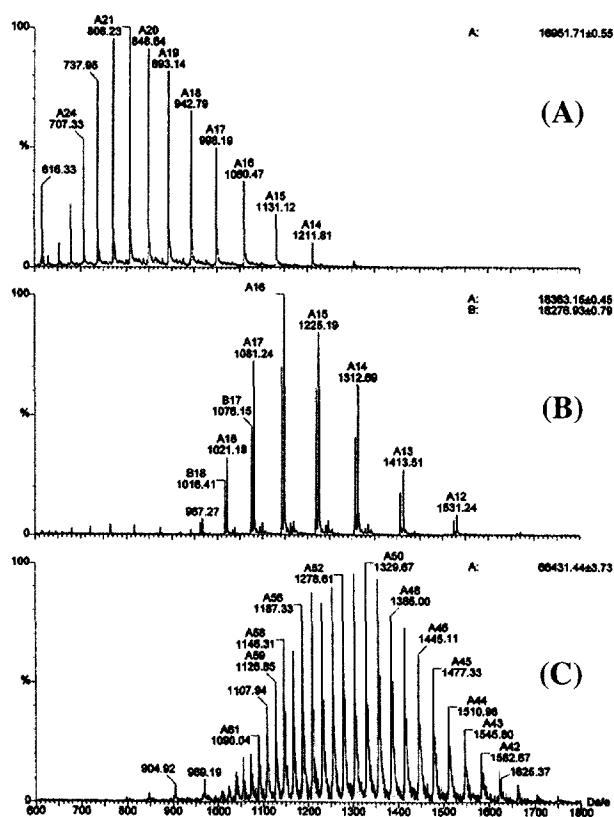 100
A21
808.23
A20
848.64
A: 16951.71±0.55
A19
893.14
737.95
A18
942.79
(A)
A24
707.33
A17
998.19
%
A16
1060.47
616.33
A15
1131.12
A14
1211.81
0
100
A16
A: 18363.15±0.45
B: 18276.93±0.79
A15
1225.19
A17
1081.24
A14
1312.69
(B)
B17
1076.15
%
A18
1021.18
A13
1413.51
B18
1016.41
967.27
A12
1531.24
0
100
A50
1329.67
A: 66431.44±3.73
A52
1278.61
A56
1187.33
A48
1385.00
A58
1146.31
A46
1445.11
A59
1126.85
A45
1477.33
(C)
%
1107.94
A44
1510.96
A61
1090.04
A43
1545.80
A42
1582.67
904.92
969.19
1625.37
0
600 700 800 900 1000 1100 1200 1300 1400 1500 1600 1700 1800
Da/e